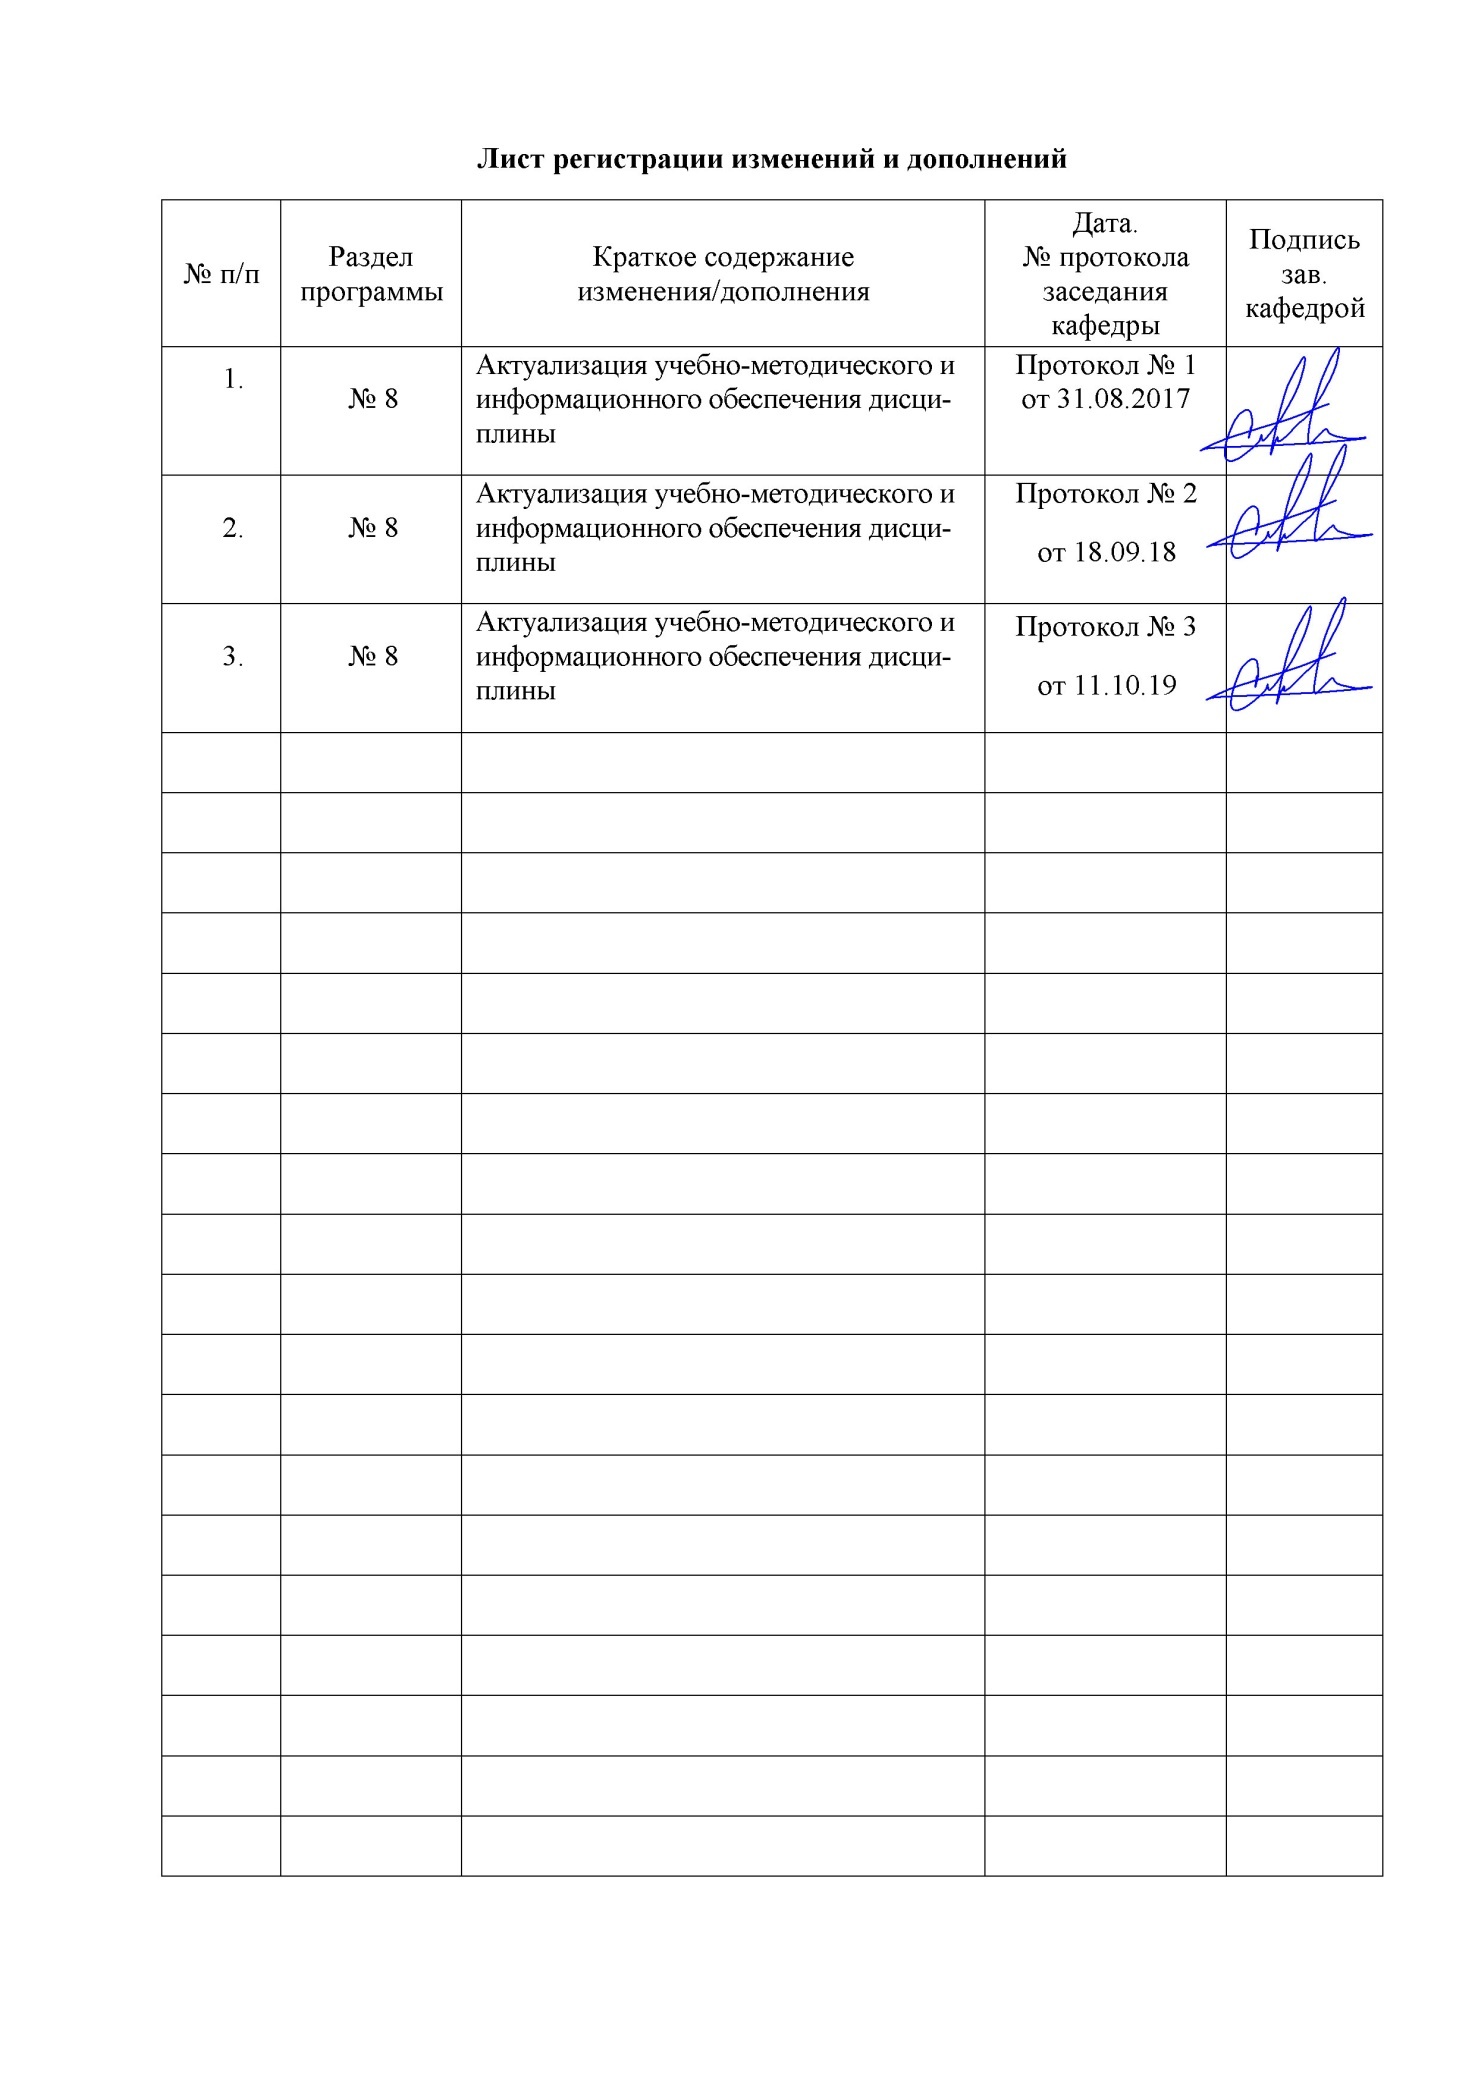 Лист регистрации изменений и дополнений
№ п/п
Раздел
программы
Краткое содержание
изменения/дополнения
Дата.
№ протокола
заседания
кафедры
Подпись
зав.
кафедрой
1.
№ 8
Актуализация учебно-методического и
информационного обеспечения дисци-
плины
Протокол № 1
от 31.08.2017
2.
№ 8
Актуализация учебно-методического и
информационного обеспечения дисци-
плины
Протокол № 2
от 18.09.18
3.
№ 8
Актуализация учебно-методического и
информационного обеспечения дисци-
плины
Протокол № 3
от 11.10.19